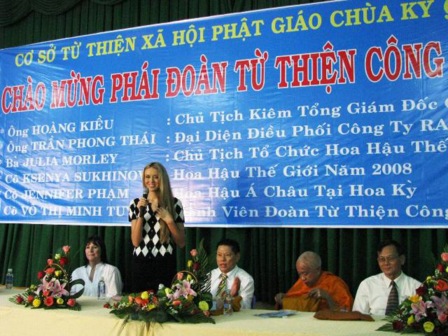 CƠ SỞ TỪ THIỆN XÃ HỘI PHẬT GIÁO CHÙA KỲ
CHÀO MỪNG PHÁI ĐOÀN TỪ THIỆN CÔNG
* Ông HOÀNG KIỀU : Chủ Tịch Kiêm Tổng Giám Đốc
* Ông TRẦN PHONG THÁI : Đại Diện Điều Phối Công Ty RA
* Bà JULIA MORLEY : Chủ Tịch Tổ Chức Hoa Hậu Thế
* Cô KSENYA SUKHINOV Hoa Hậu Thế Giới Năm 2008
* Cô JENNIFER PHẠM Hoa Hậu Á Châu Tại Hoa Kỳ
* Cô VÕ THỊ MINH Viên Đoàn Từ Thiện Côn